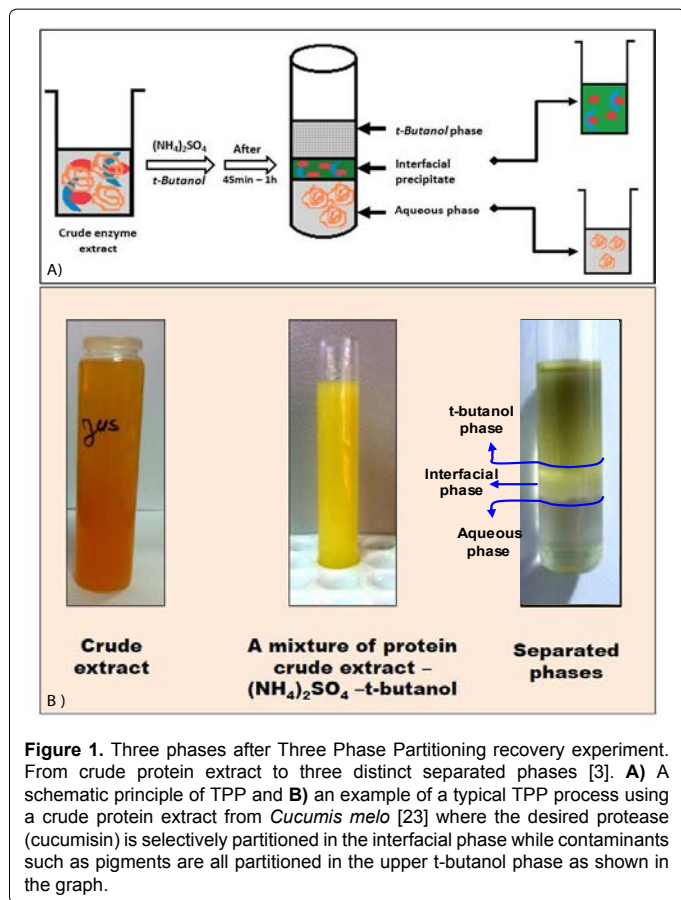 (NH4)2SO4
t-Butanol
After
45min – 1h
Crude enzyme
extract
t-Butanol phase
Interfacial
precipitate
Aqueous phase
A)
Jus
t-butanol
phase
Interfacial
phase
Aqueous
phase
Crude
extract
A mixture of protein
crude extract –
(NH4)2SO4 –t-butanol
Separated
phases
B )
Figure 1. Three phases after Three Phase Partitioning recovery experiment.
From crude protein extract to three distinct separated phases [3]. A) A
schematic principle of TPP and B) an example of a typical TPP process using
a crude protein extract from Cucumis melo [23] where the desired protease
(cucumisin) is selectively partitioned in the interfacial phase while contaminants
such as pigments are all partitioned in the upper t-butanol phase as shown in
the graph.